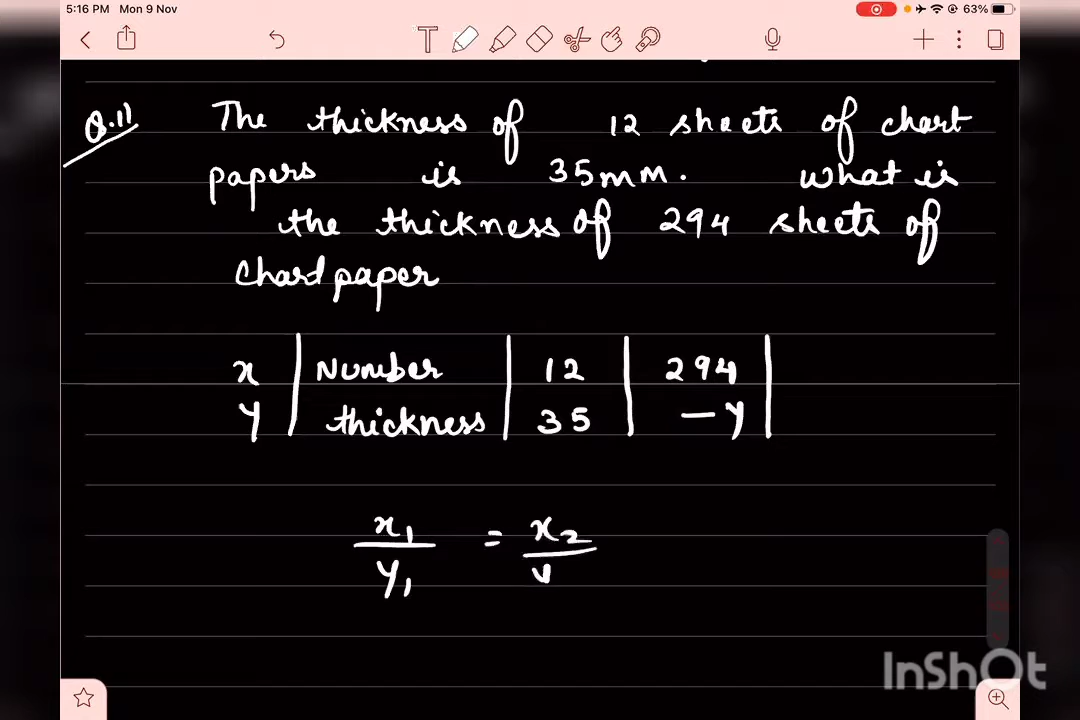 5:16 PM Mon 9 Nov
63%
Q.11 The thickness of 12 sheets of chart
papers is 35mm. what is
the thickness of 294 sheets of
chart paper
x | Number | 12 | 294 |
y | thickness | 35 | — y |
x1 / y1 = x2 / y
InShOt